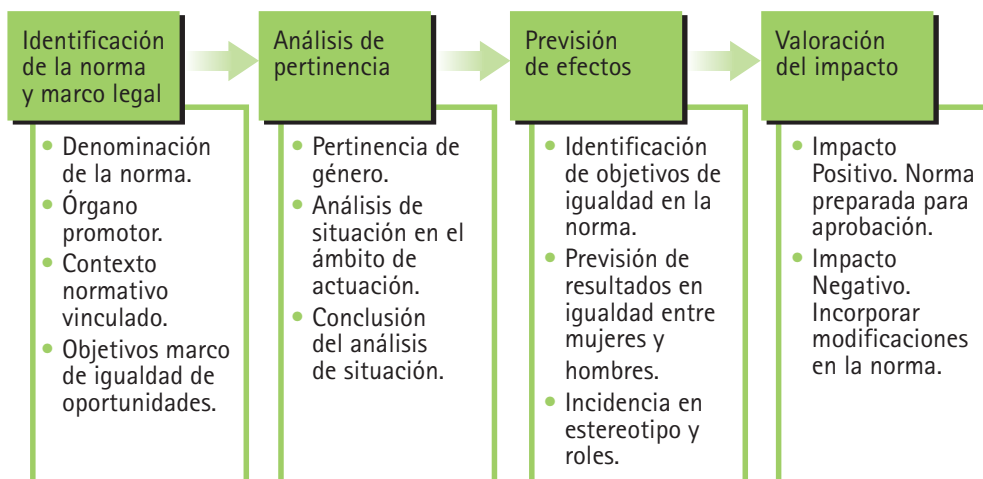 Identificación
de la norma
y marco legal
• Denominación
de la norma.
• Órgano
promotor.
• Contexto
normativo
vinculado.
• Objetivos marco
de igualdad de
oportunidades.
Análisis de
pertinencia
• Pertinencia de
género.
• Análisis de
situación en el
ámbito de
actuación.
• Conclusión
del análisis
de situación.
Previsión
de efectos
• Identificación
de objetivos de
igualdad en la
norma.
• Previsión de
resultados en
igualdad entre
mujeres y
hombres.
• Incidencia en
estereotipo y
roles.
Valoración
del impacto
• Impacto
Positivo. Norma
preparada para
aprobación.
• Impacto
Negativo.
Incorporar
modificaciones
en la norma.